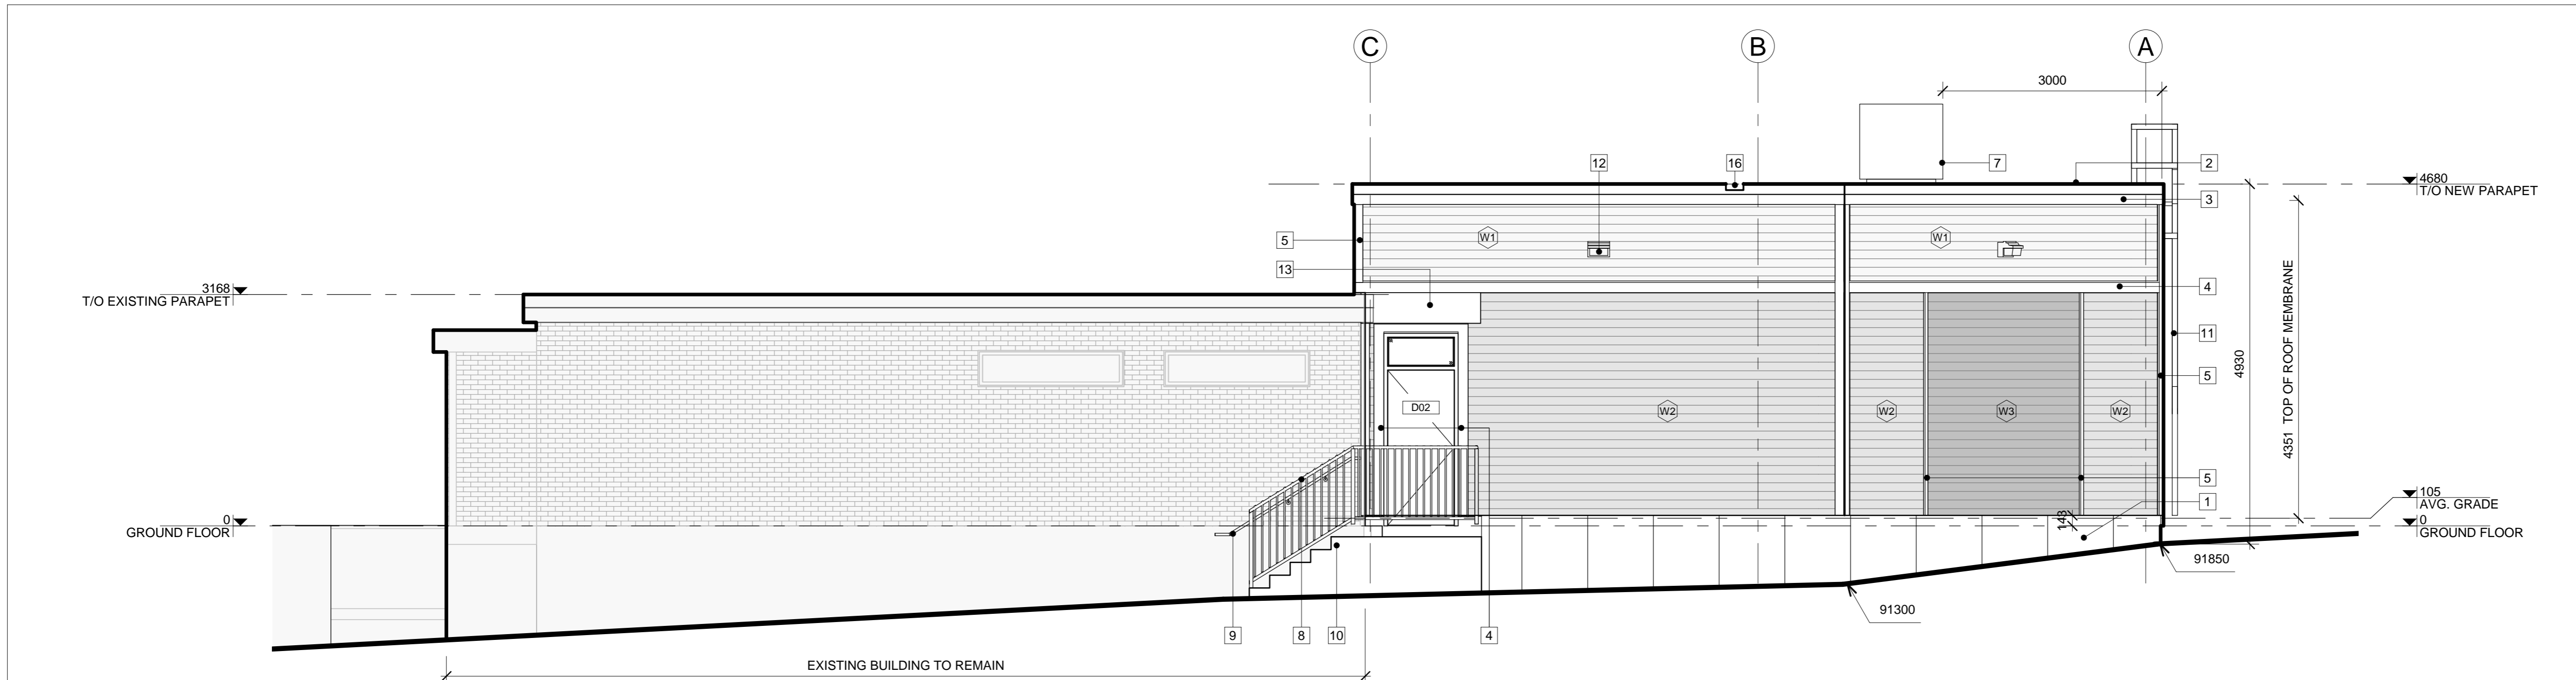 C
B
A
3000
12
16
7
2
4680
T/O NEW PARAPET
3
5
W1
W1
13
3168
T/O EXISTING PARAPET
4
11
4351 TOP OF ROOF MEMBRANE
4930
5
D02
W2
W2
W3
W2
5
1
143
105
AVG. GRADE
0
GROUND FLOOR
0
GROUND FLOOR
91850
91300
9
8
10
4
EXISTING BUILDING TO REMAIN